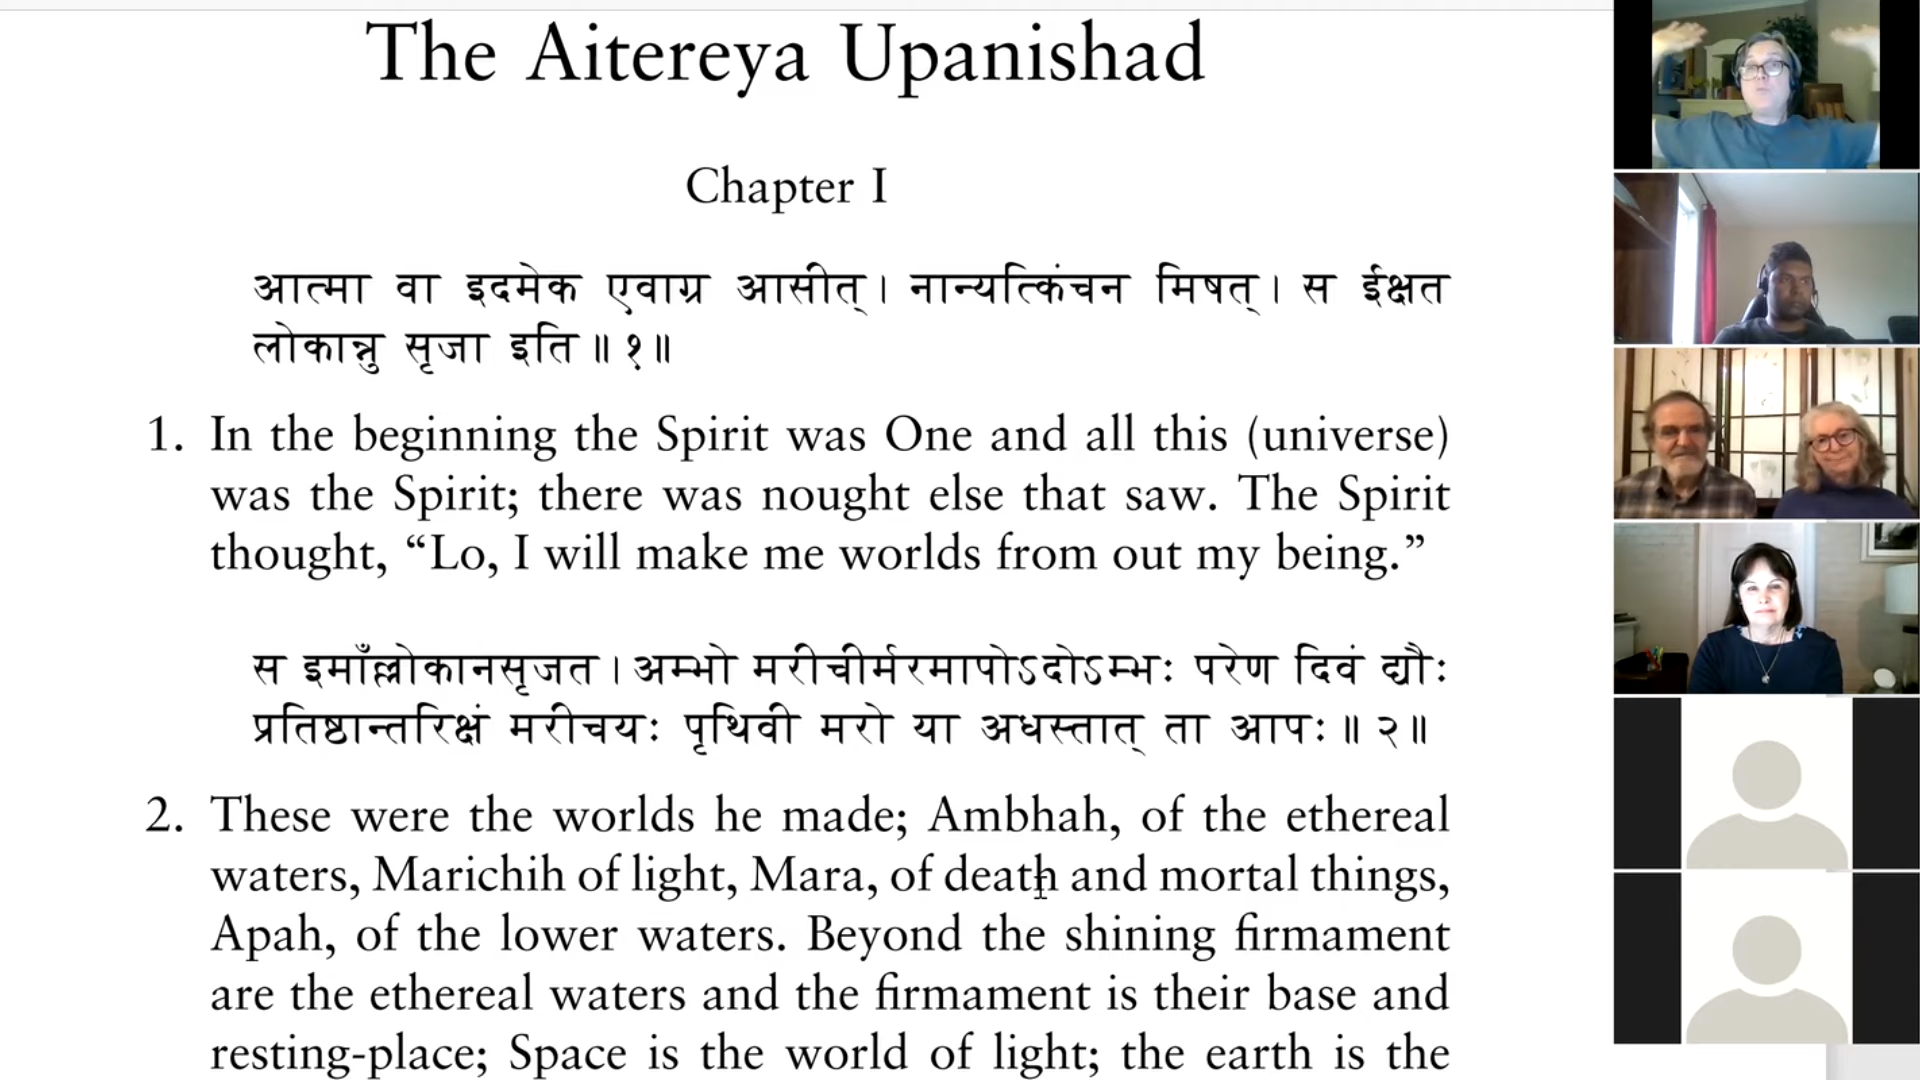 The Aitereya Upanishad
Chapter I
आत्मा वा इदमेक एवाग्र आसीत्। नान्यत्किंचन मिषत्। स ईक्षत
लोकान्नु सृजा इति॥१॥
1. In the beginning the Spirit was One and all this (universe)
was the Spirit; there was nought else that saw. The Spirit
thought, “Lo, I will make me worlds from out my being.”
स इमाँल्लोकानसृजत।अम्भो मरीचीर्मरमापोऽदोऽम्भः परेण दिवं द्यौः
प्रतिष्ठान्तरिक्षं मरीचयः पृथिवी मरो या अधस्तात् ता आपः॥२॥
2. These were the worlds he made; Ambhah, of the ethereal
waters, Marichih of light, Mara, of death and mortal things,
Apah, of the lower waters. Beyond the shining firmament
are the ethereal waters and the firmament is their base and
resting-place; Space is the world of light; the earth is the